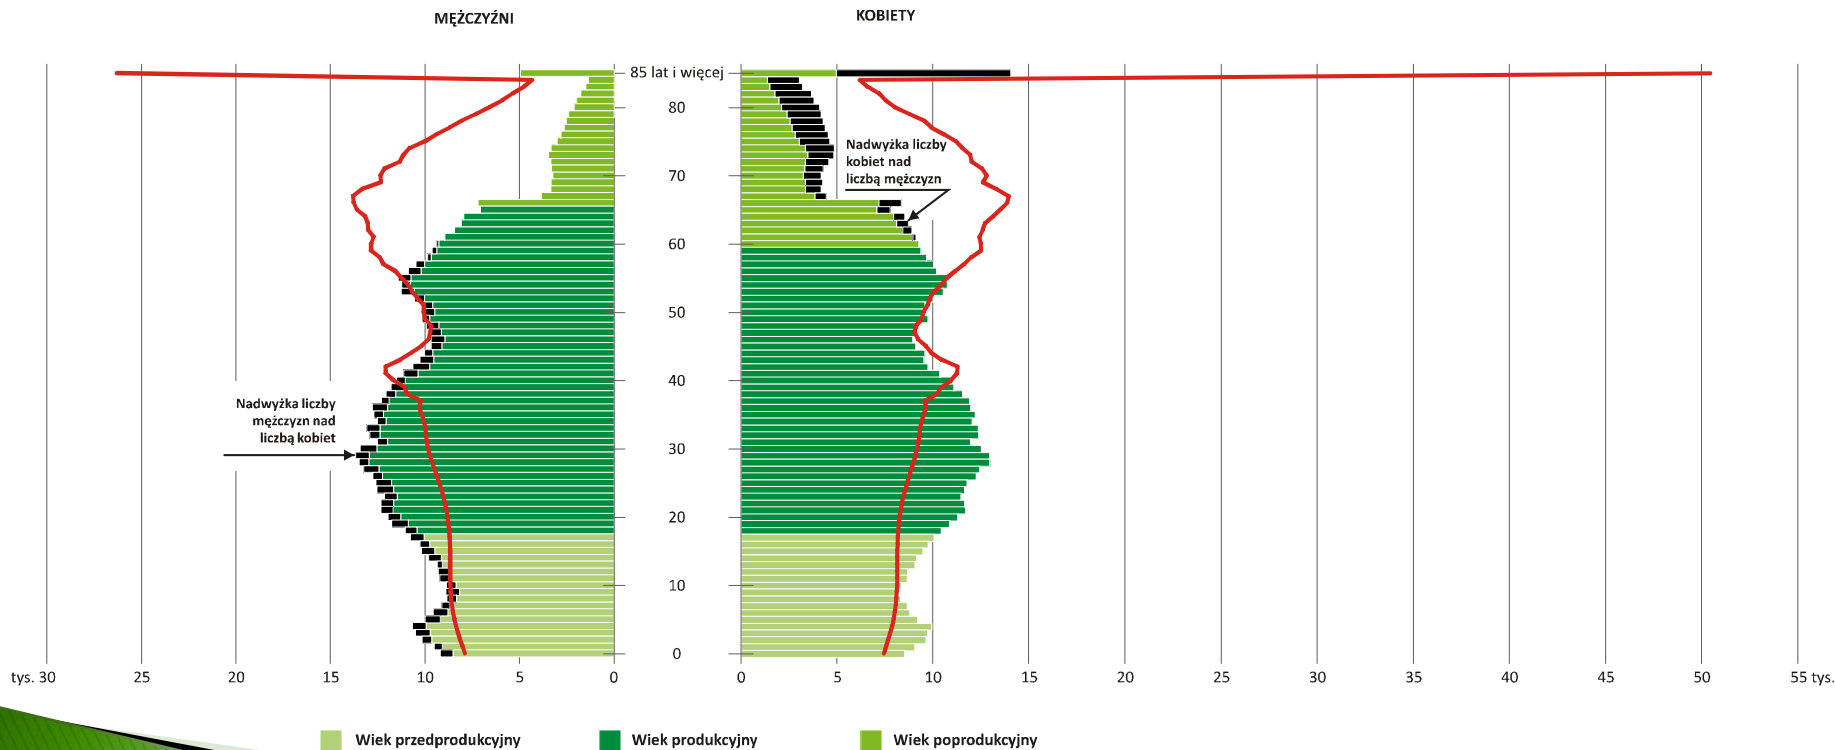 MĘŻCZYŹNI
KOBIETY
85 lat i więcej
80
70
60
50
40
30
20
10
0
Nadwyżka liczby
kobiet nad
liczbą mężczyzn
Nadwyżka liczby
mężczyzn nad
liczbą kobiet
tys. 30 25 20 15 10 5 0
0 5 10 15 20 25 30 35 40 45 50 55 tys.
Wiek przedprodukcyjny
Wiek produkcyjny
Wiek poprodukcyjny